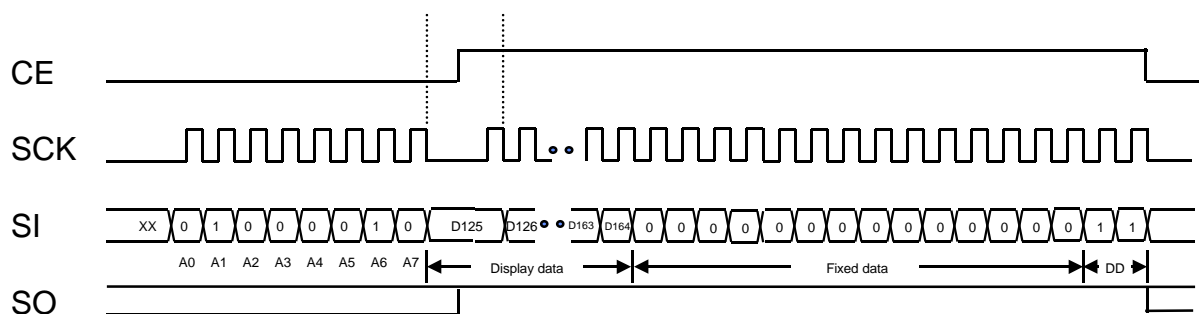 CE
SCK
SI XX 0 1 0 0 0 0 1 0 D125 D126 D163 D164 0 0 0 0 0 0 0 0 0 0 0 0 0 0 1 1
A0 A1 A2 A3 A4 A5 A6 A7 Display data Fixed data DD
SO